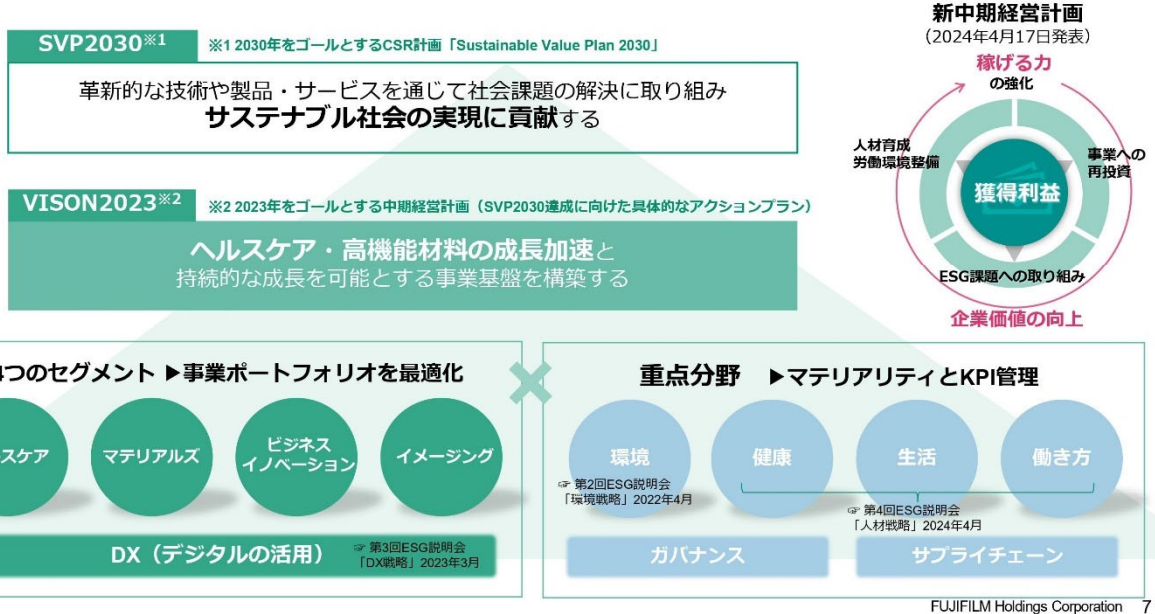 SVP2030※1
※1 2030年をゴールとするCSR計画「Sustainable Value Plan 2030」
革新的な技術や製品・サービスを通じて社会課題の解決に取り組み
サステナブル社会の実現に貢献する
VISON2023※2
※2 2023年をゴールとする中期経営計画（SVP2030達成に向けた具体的なアクションプラン）
ヘルスケア・高機能材料の成長加速と
持続的な成長を可能とする事業基盤を構築する
新中期経営計画
（2024年4月17日発表）
稼げる力
の強化
人材育成
労働環境整備
事業への
再投資
獲得利益
ESG課題への取り組み
企業価値の向上
つのセグメント ▶事業ポートフォリオを最適化
スケア
マテリアルズ
ビジネス
イノベーション
イメージング
DX（デジタルの活用）
☞ 第3回ESG説明会
「DX戦略」2023年3月
重点分野 ▶マテリアリティとKPI管理
環境
健康
生活
働き方
☞ 第2回ESG説明会
「環境戦略」2022年4月
☞ 第4回ESG説明会
「人材戦略」2024年4月
ガバナンス
サプライチェーン
FUJIFILM Holdings Corporation 7